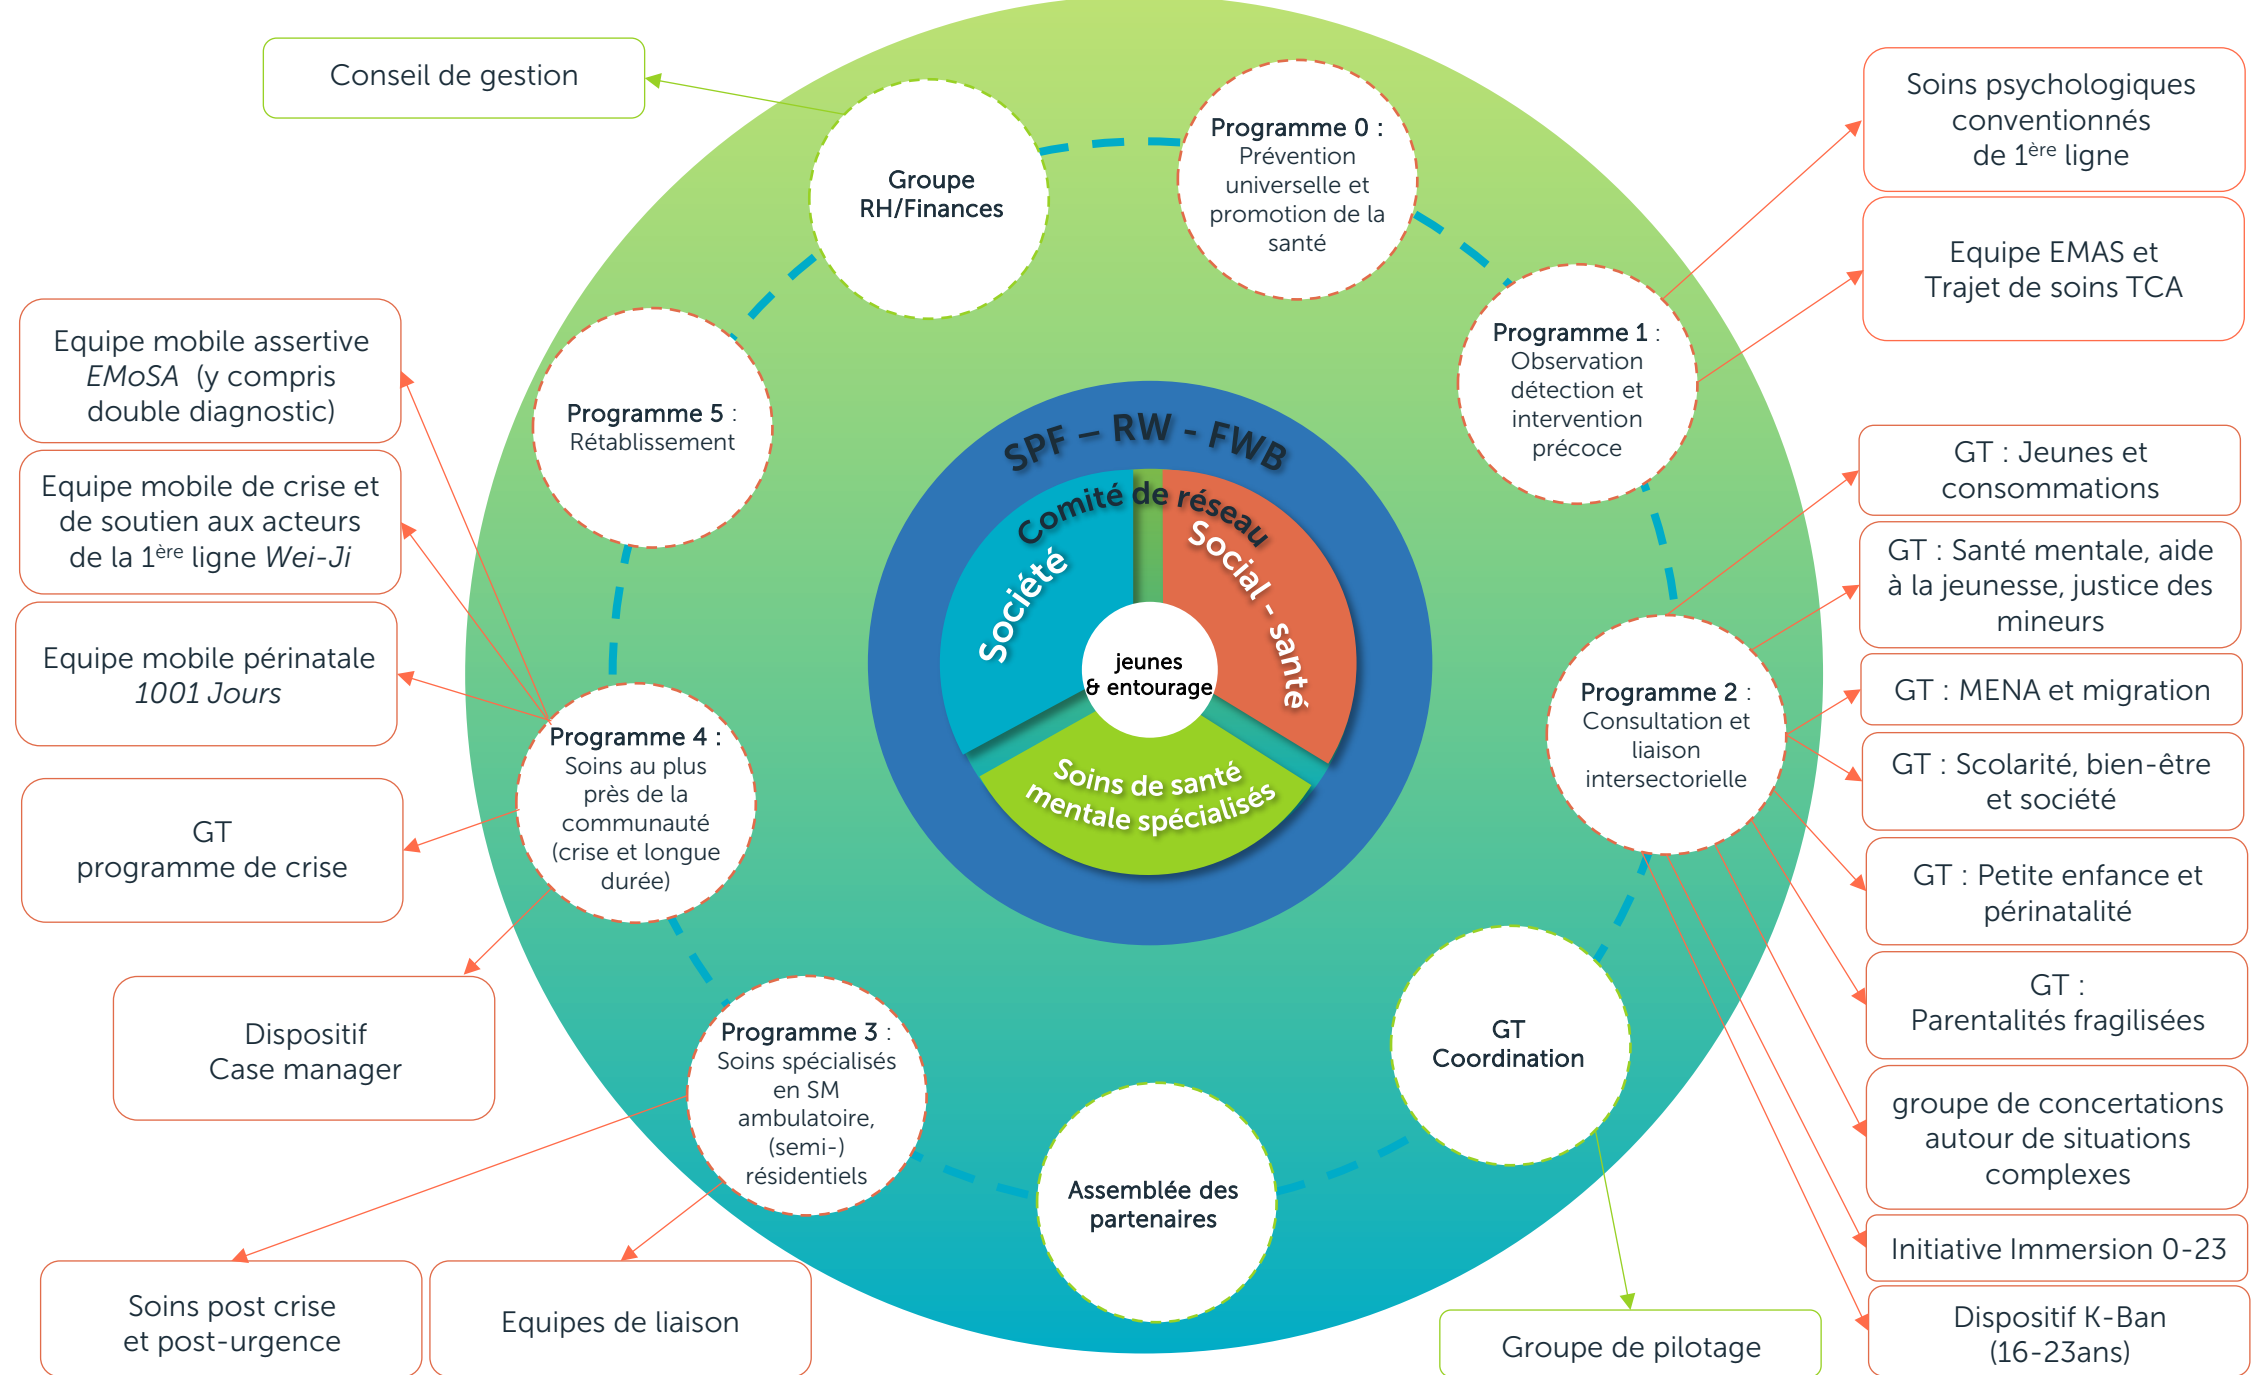 Conseil de gestion
Groupe
RH/Finances
Programme 0 :
Prévention
universelle et
promotion de la
santé
Soins psychologiques
conventionnés
de 1ère ligne
Equipe EMAS et
Trajet de soins TCA
Programme 1 :
Observation
détection et
intervention
précoce
Equipe mobile assertive
EMoSA (y compris
double diagnostic)
Equipe mobile de crise et
de soutien aux acteurs
de la 1ère ligne Wei-Ji
Equipe mobile périnatale
1001 Jours
GT
programme de crise
Dispositif
Case manager
Programme 5 :
Rétablissement
Programme 4 :
Soins au plus
près de la
communauté
(crise et longue
durée)
SPF – RW - FWB
Comité de réseau
Société
Social - santé
jeunes
& entourage
Soins de santé
mentale spécialisés
Programme 2 :
Consultation et
liaison
intersectorielle
GT : Jeunes et
consommations
GT : Santé mentale, aide
à la jeunesse, justice des
mineurs
GT : MENA et migration
GT : Scolarité, bien-être
et société
GT : Petite enfance et
périnatalité
GT :
Parentalités fragilisées
groupe de concertations
autour de situations
complexes
Initiative Immersion 0-23
Dispositif K-Ban
(16-23ans)
Programme 3 :
Soins spécialisés
en SM
ambulatoire,
(semi-)
résidentiels
Assemblée des
partenaires
GT
Coordination
Soins post crise
et post-urgence
Equipes de liaison
Groupe de pilotage